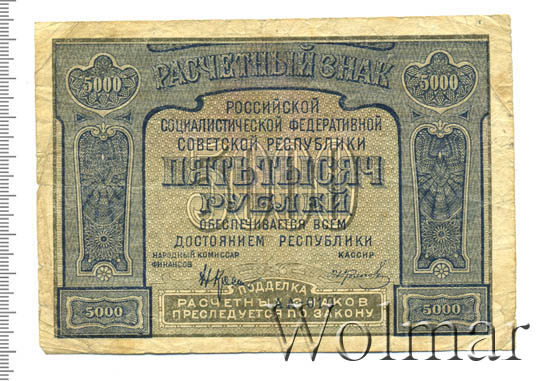 5000
РАСЧЕТНЫЙ ЗНАК
5000
РОССИЙСКОЙ
СОЦИАЛИСТИЧЕСКОЙ ФЕДЕРАТИВНОЙ
СОВЕТСКОЙ РЕСПУБЛИКИ
ПЯТЬ ТЫСЯЧ
РУБЛЕЙ
ОБЕСПЕЧИВАЕТСЯ ВСЕМ
ДОСТОЯНИЕМ РЕСПУБЛИКИ
НАРОДНЫЙ КОМИССАР
ФИНАНСОВ
КАССИР
ПОДДЕЛКА
РАСЧЕТНЫХ ЗНАКОВ
ПРЕСЛЕДУЕТСЯ ПО ЗАКОНУ
5000
5000
Wolmar